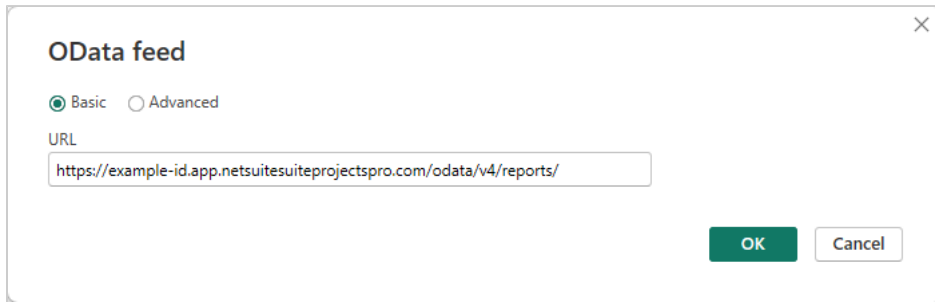 OData feed
Basic Advanced
URL
https://example-id.app.netsuitesuiteprojectspro.com/odata/v4/reports/
OK Cancel